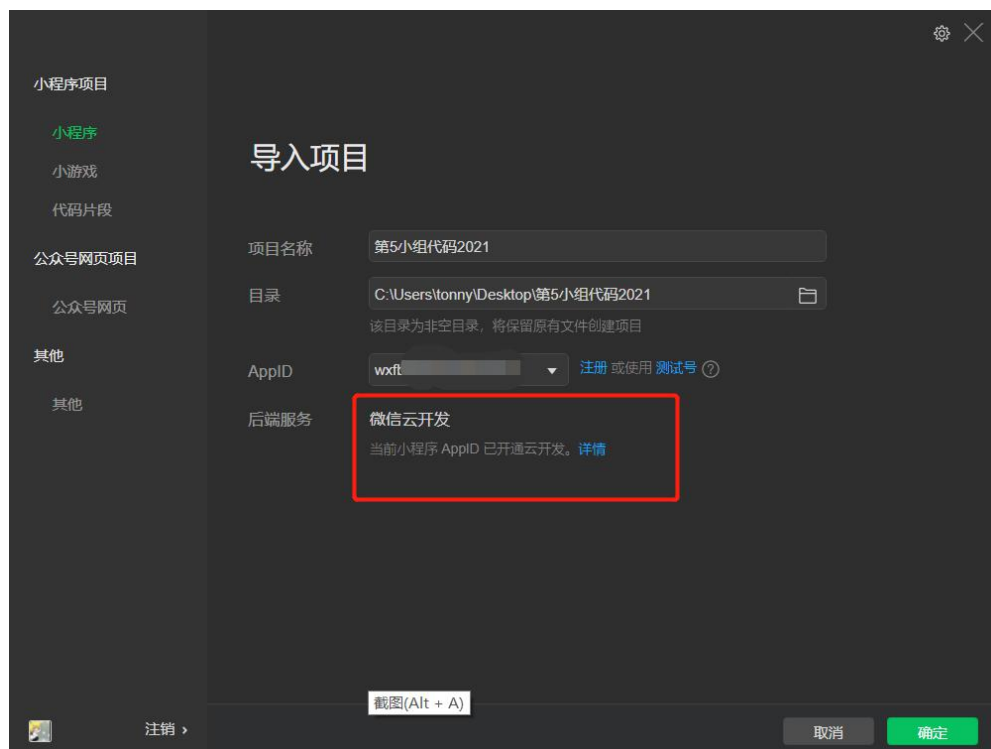 小程序项目
小程序
小游戏
代码片段
公众号网页项目
公众号网页
其他
其他
导入项目
项目名称 第5小组代码2021
目录 C:\Users\tonny\Desktop\第5小组代码2021
该目录为非空目录，将保留原有文件创建项目
AppID wxft 注册 或使用 测试号 ?
后端服务 微信云开发
当前小程序 AppID 已开通云开发。详情
截图(Alt + A)
注销 ›
取消 确定